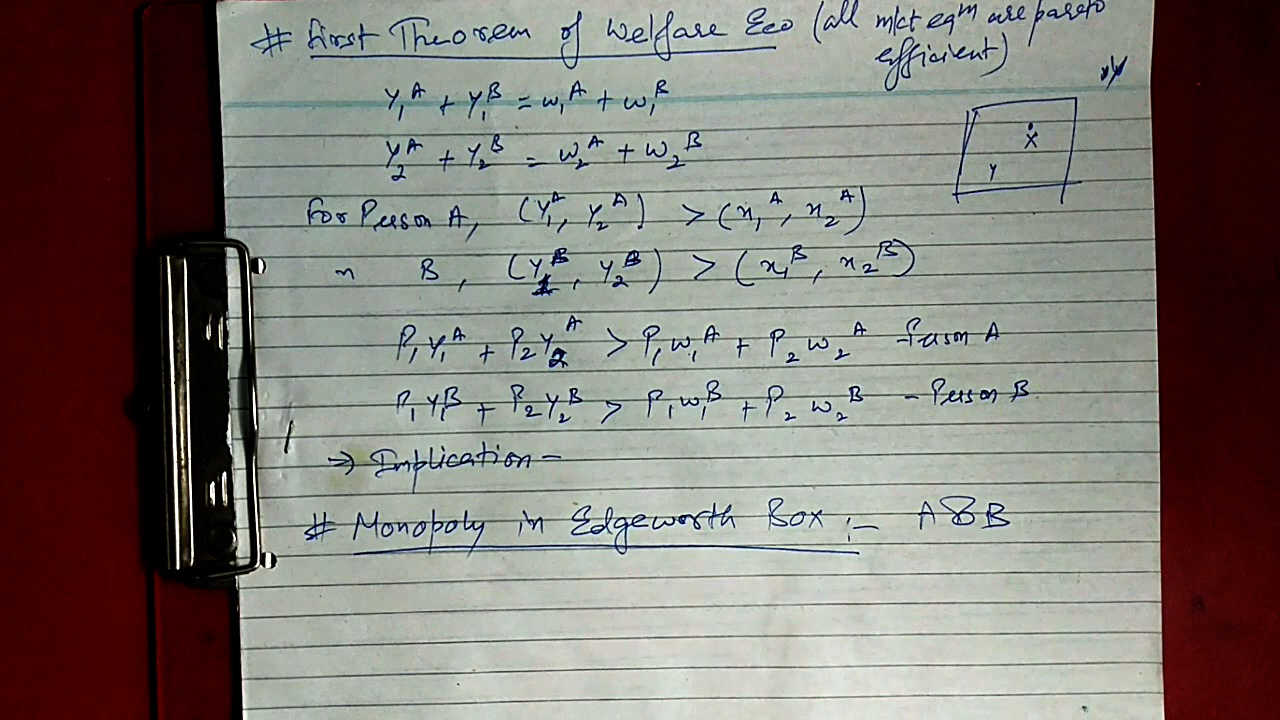 # first Theorem of Welfare Eco (all mkt eqm are pareto
efficient)
Y₁ᴬ + Y₁ᴮ = w₁ᴬ + w₁ᴮ
Y₂ᴬ + Y₂ᴮ = w₂ᴬ + w₂ᴮ
X
Y
For Person A, (Y₁ᴬ, Y₂ᴬ) > (x₁ᴬ, x₂ᴬ)
" B, (Y₁ᴮ, Y₂ᴮ) > (x₁ᴮ, x₂ᴮ)
P₁Y₁ᴬ + P₂Y₂ᴬ > P₁w₁ᴬ + P₂w₂ᴬ - Person A
P₁Y₁ᴮ + P₂Y₂ᴮ > P₁w₁ᴮ + P₂w₂ᴮ - Person B
→ Implication -
# Monopoly in Edgeworth Box :- A & B